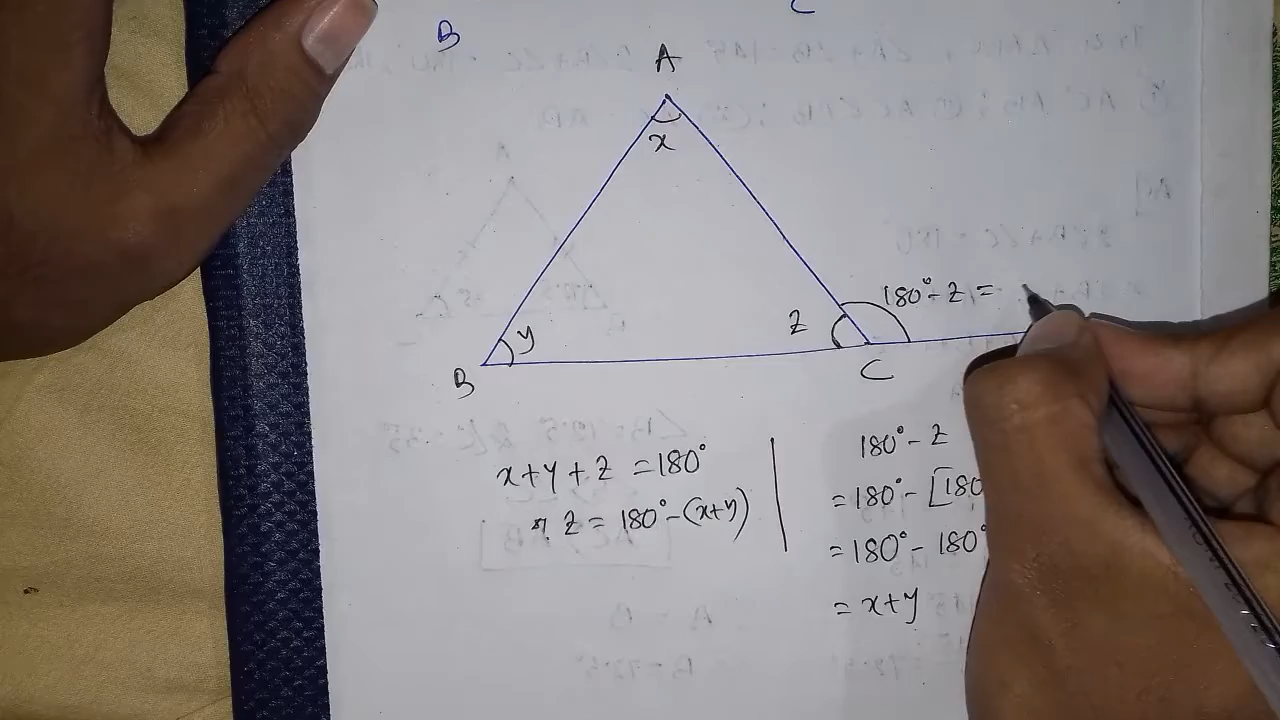 B
C
A
x
180° - z =
y
z
B
C
x + y + z = 180°
z = 180° - (x+y)
180° - z
= 180° - [180
= 180° - 180°
= x+y